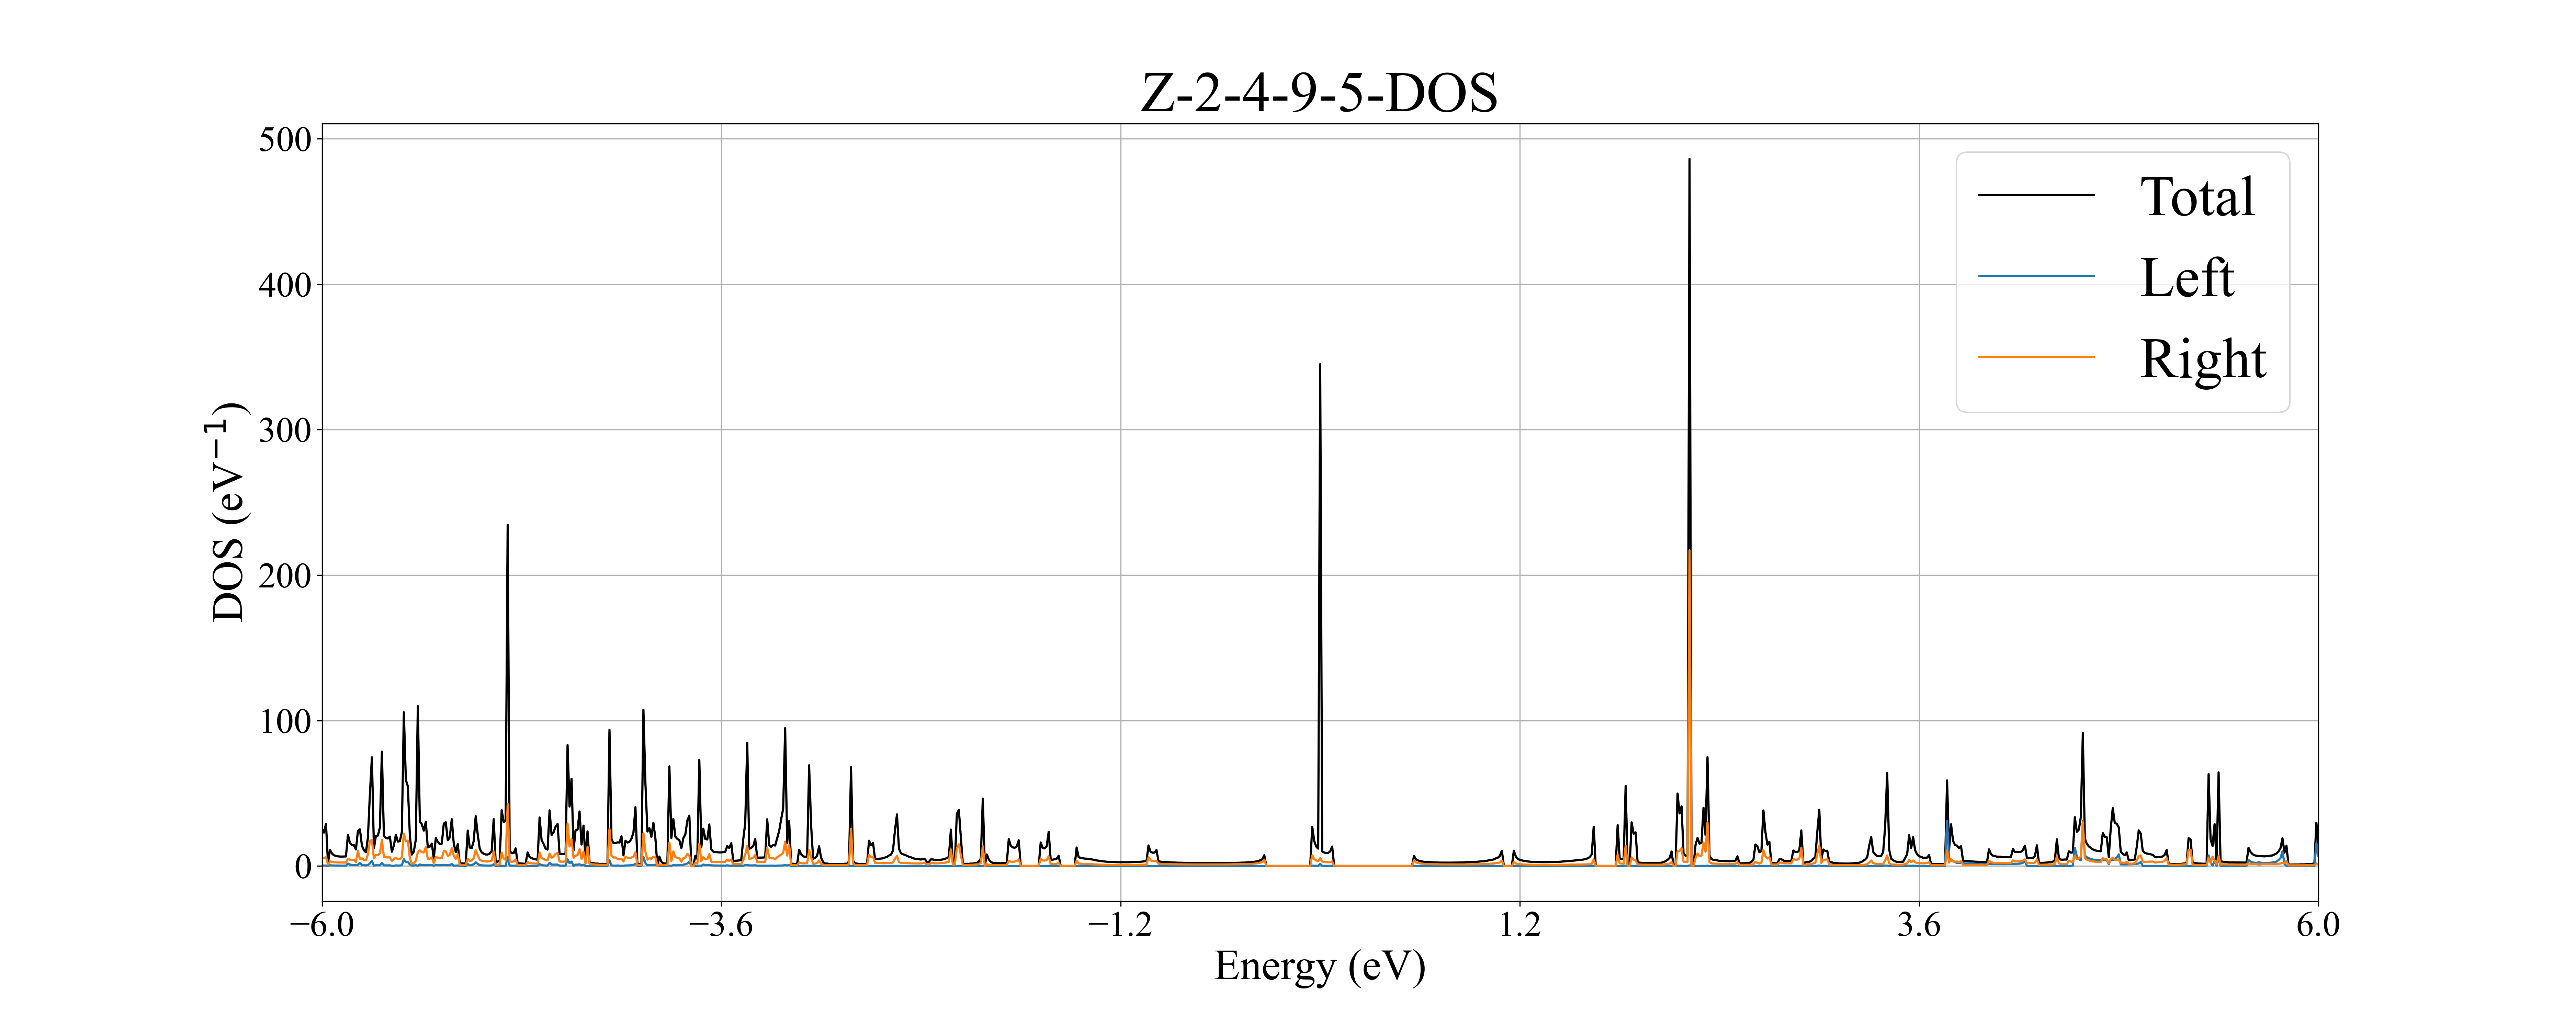 Z-2-4-9-5-DOS
500
400
300
200
100
0
DOS (eV⁻¹)
Total
Left
Right
−6.0 −3.6 −1.2 1.2 3.6 6.0
Energy (eV)